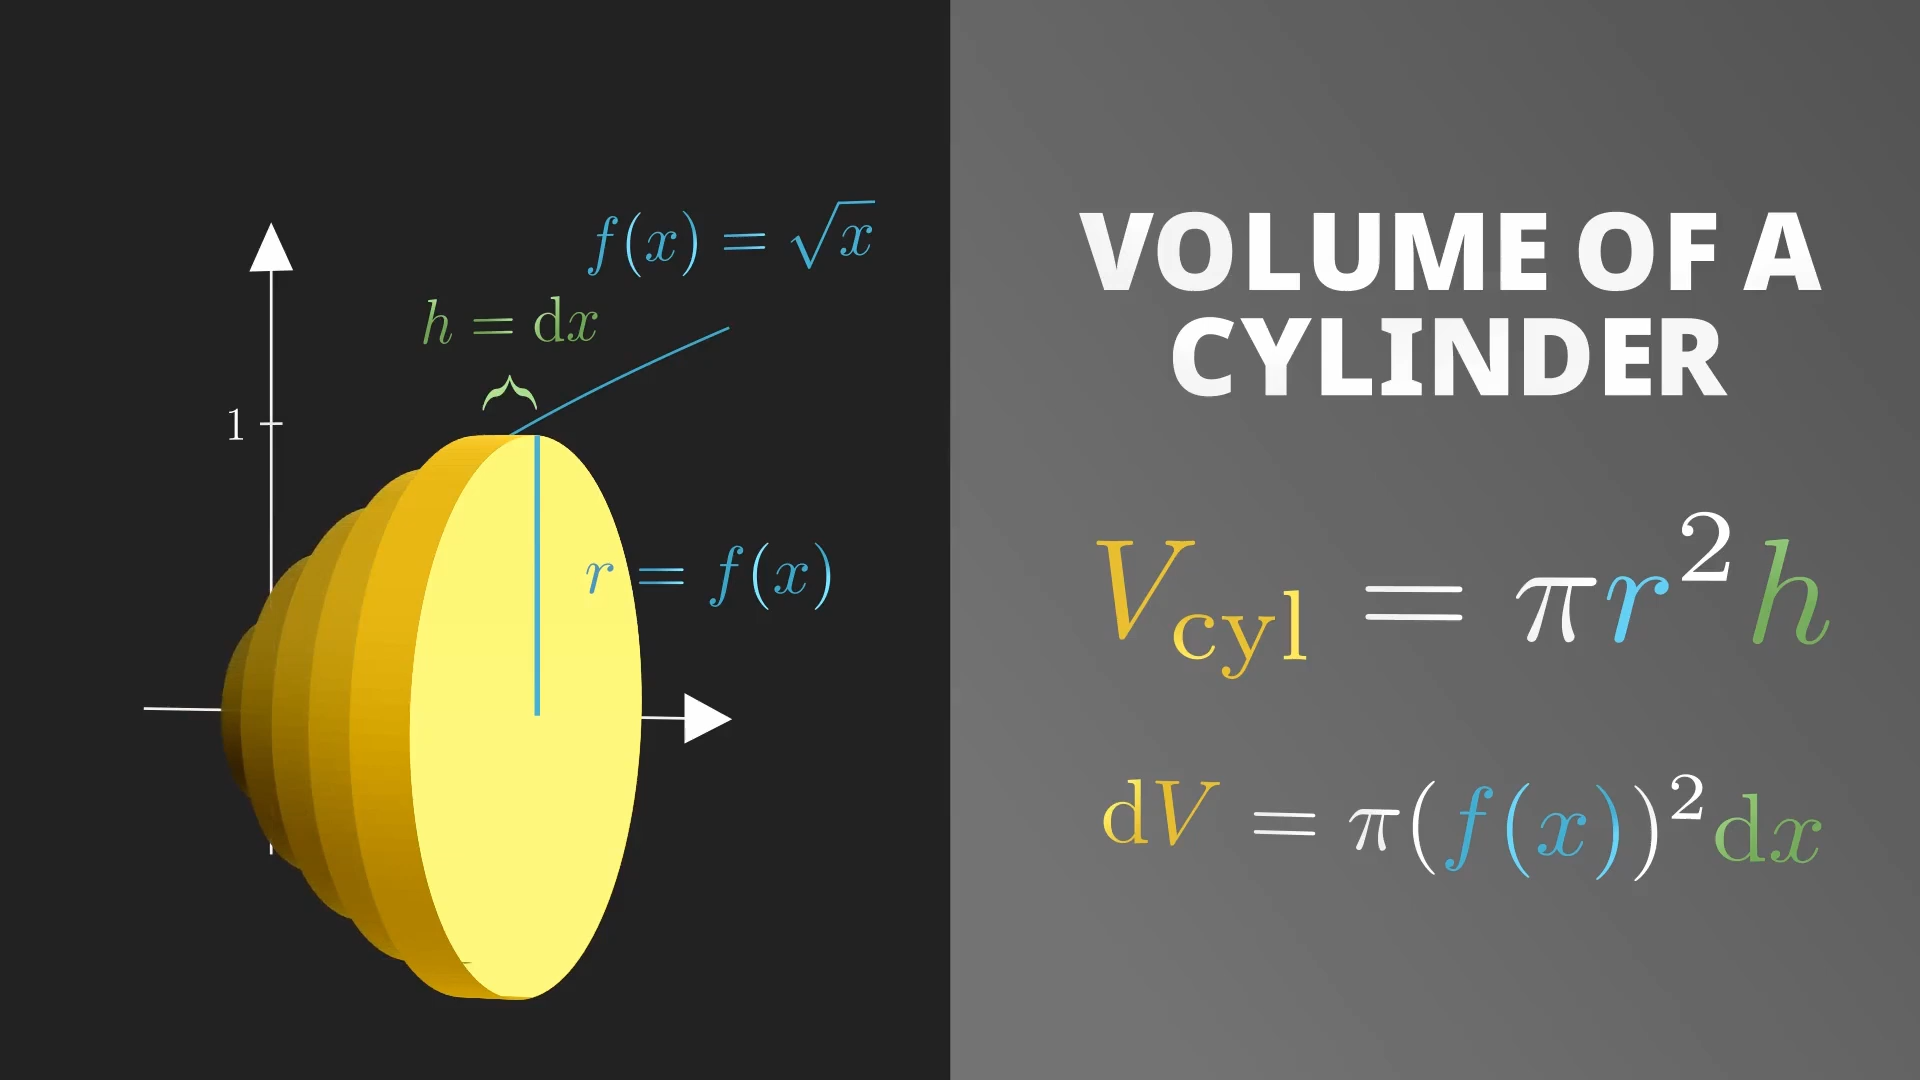 f(x) = √x
h = dx
1
r = f(x)
VOLUME OF A
CYLINDER
V_cyl = πr²h
dV = π(f(x))²dx